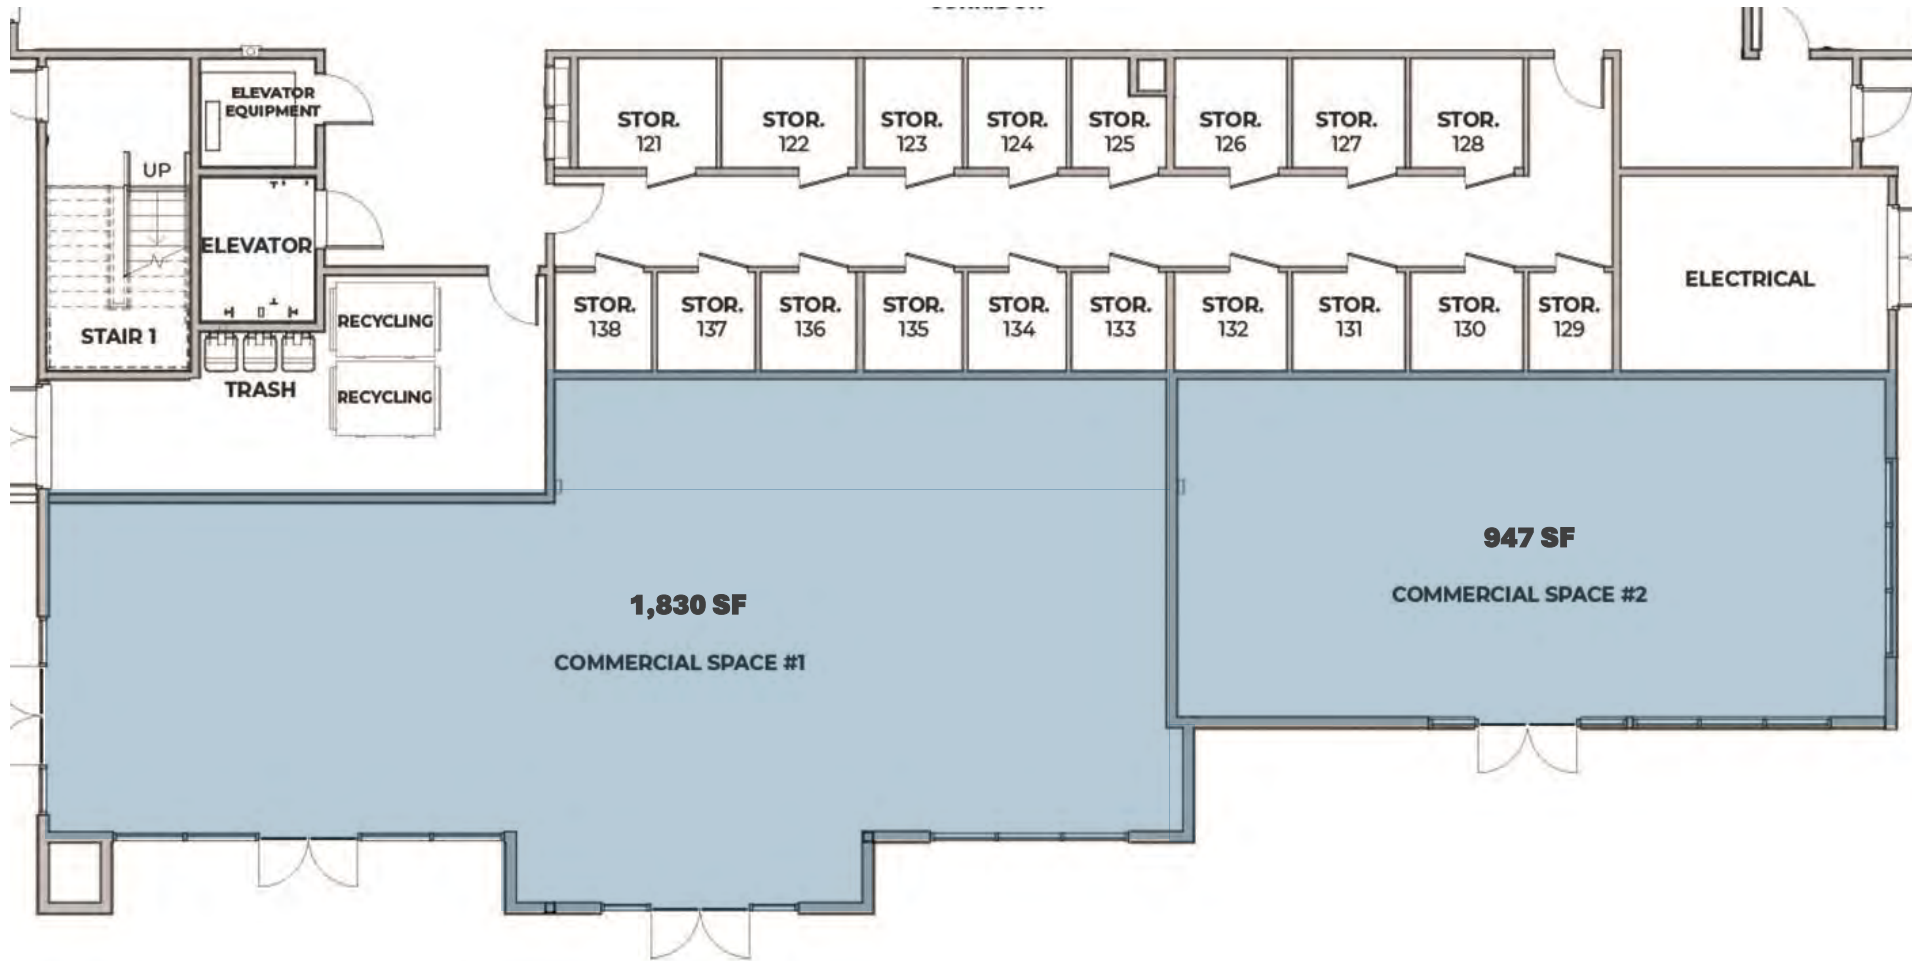 ELEVATOR
EQUIPMENT
STOR.
121
STOR.
122
STOR.
123
STOR.
124
STOR.
125
STOR.
126
STOR.
127
STOR.
128
UP
ELEVATOR
STAIR 1
RECYCLING
TRASH
RECYCLING
STOR.
138
STOR.
137
STOR.
136
STOR.
135
STOR.
134
STOR.
133
STOR.
132
STOR.
131
STOR.
130
STOR.
129
ELECTRICAL
1,830 SF
COMMERCIAL SPACE #1
947 SF
COMMERCIAL SPACE #2